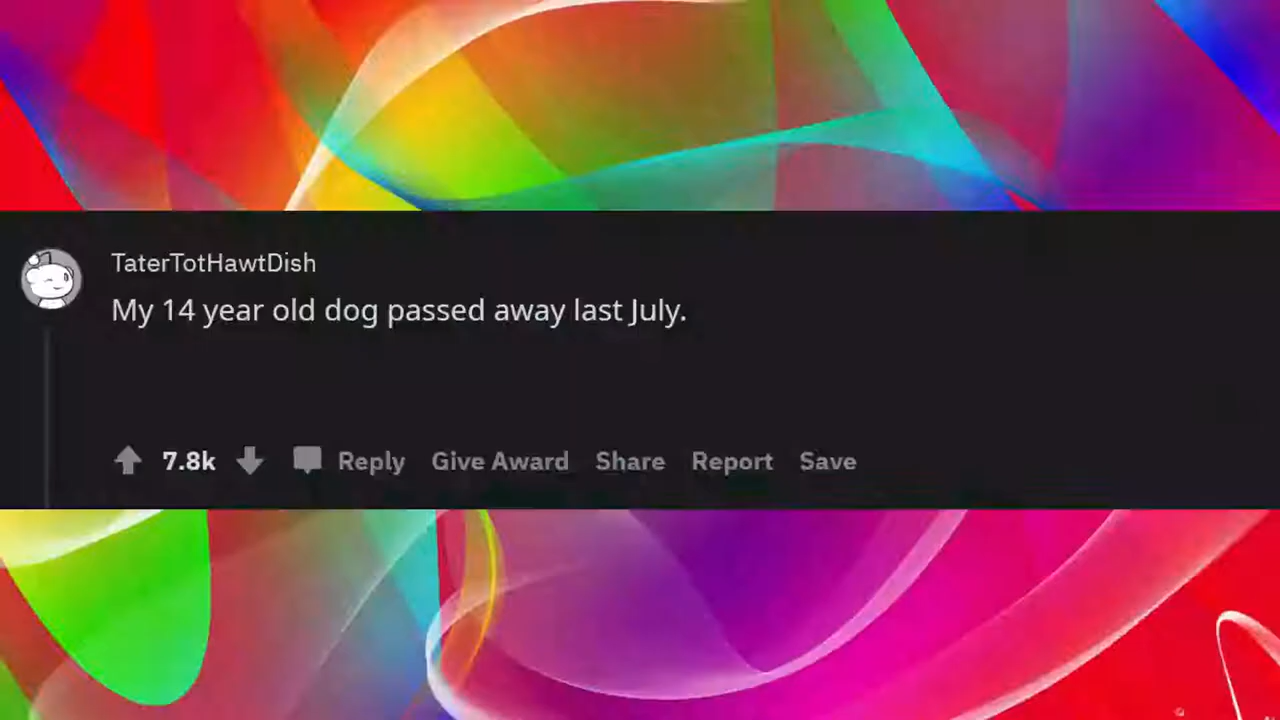 TaterTotHawtDish
My 14 year old dog passed away last July.
7.8k Reply Give Award Share Report Save